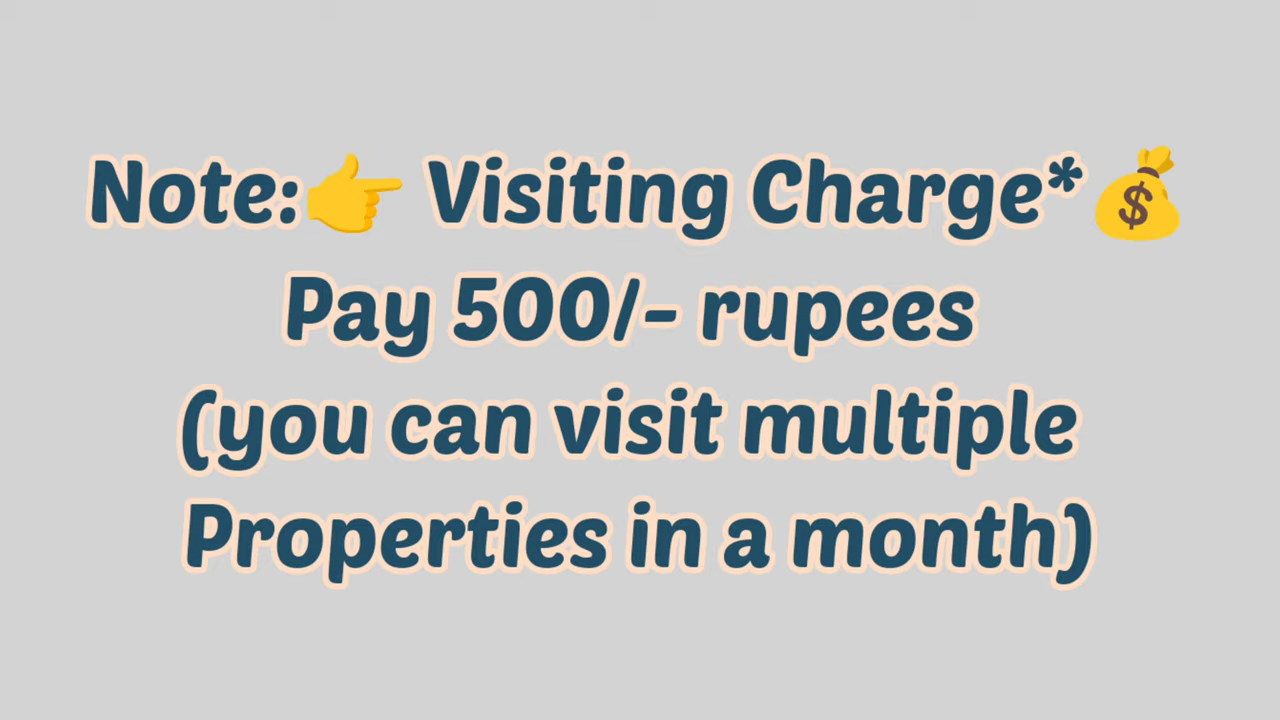 Note:👉 Visiting Charge*💰
Pay 500/- rupees
(you can visit multiple
Properties in a month)